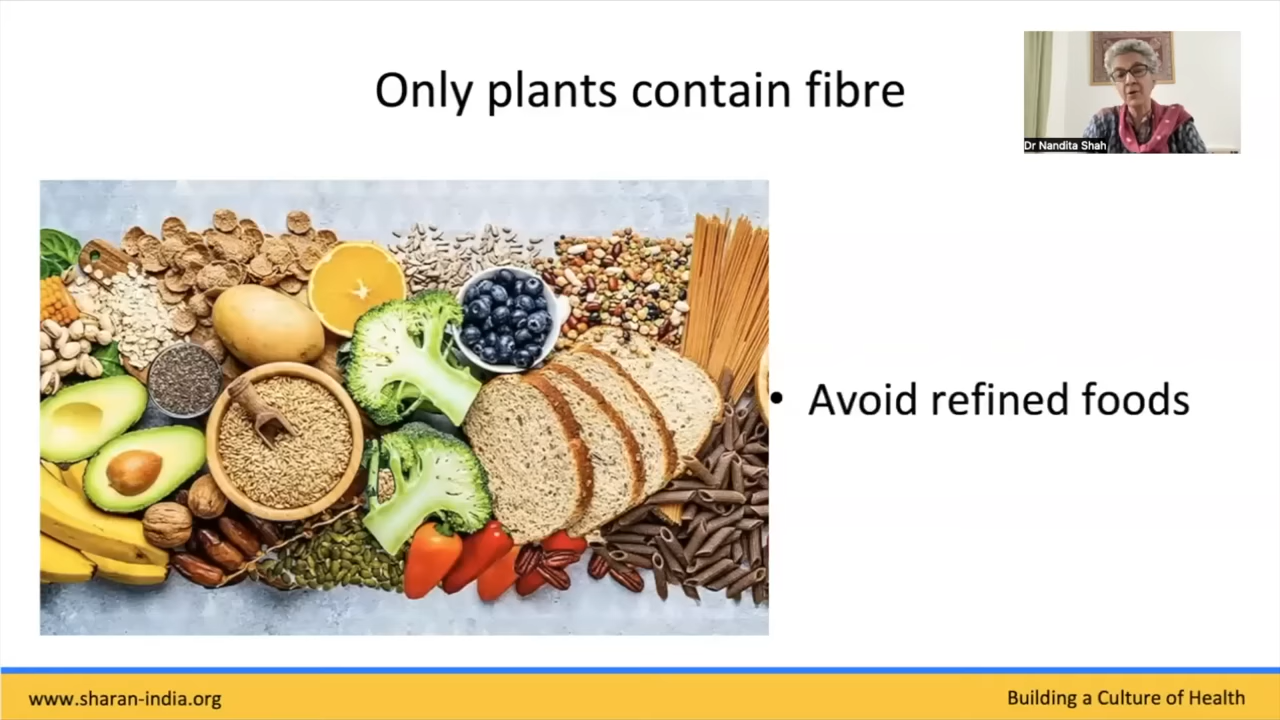 Only plants contain fibre
Dr Nandita Shah
• Avoid refined foods
www.sharan-india.org
Building a Culture of Health